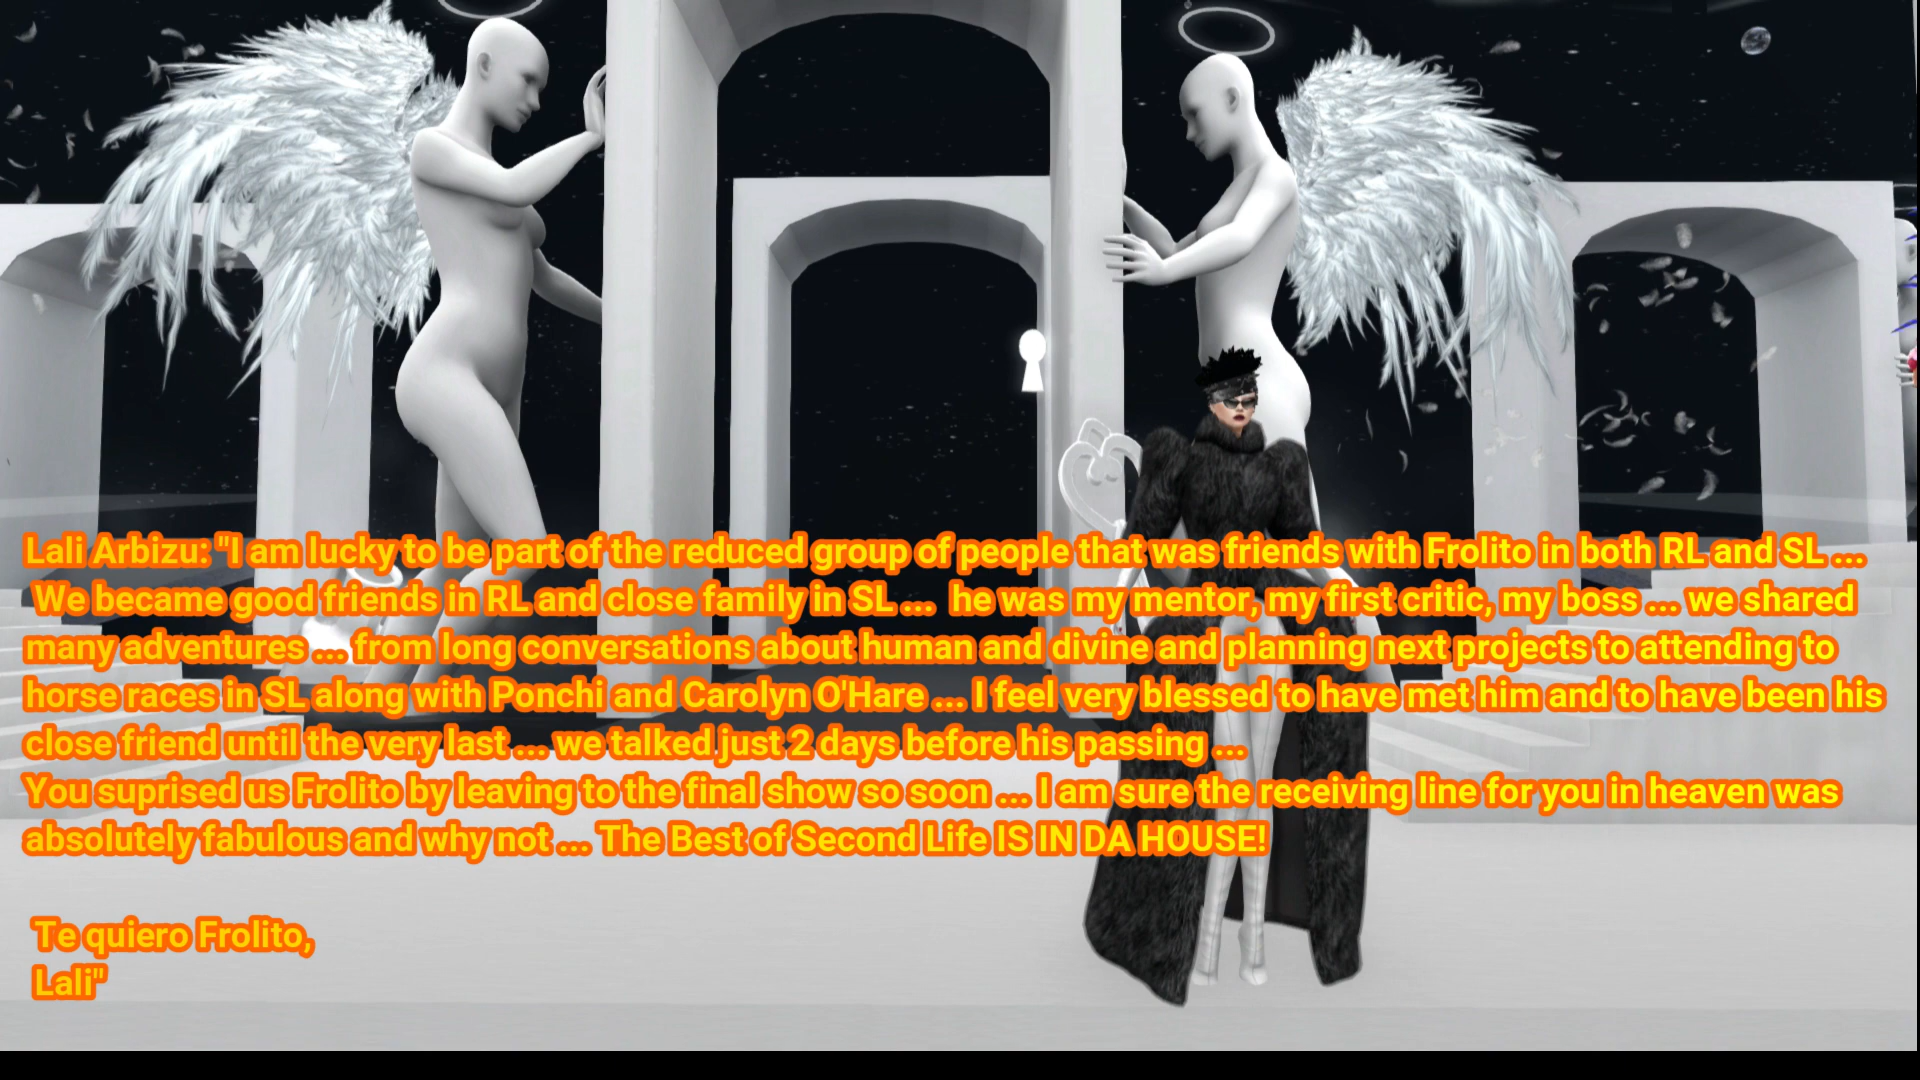 Lali Arbizu: "I am lucky to be part of the reduced group of people that was friends with Frolito in both RL and SL ...
We became good friends in RL and close family in SL ... he was my mentor, my first critic, my boss ... we shared
many adventures ... from long conversations about human and divine and planning next projects to attending to
horse races in SL along with Ponchi and Carolyn O'Hare ... I feel very blessed to have met him and to have been his
close friend until the very last ... we talked just 2 days before his passing ...
You suprised us Frolito by leaving to the final show so soon ... I am sure the receiving line for you in heaven was
absolutely fabulous and why not ... The Best of Second Life IS IN DA HOUSE!
Te quiero Frolito,
Lali"